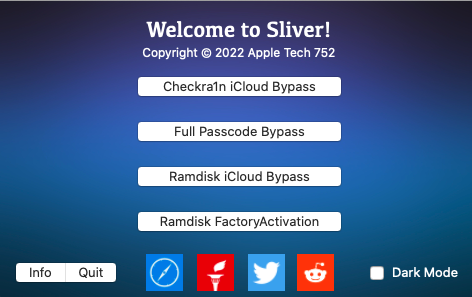 Welcome to Sliver!
Copyright © 2022 Apple Tech 752
Checkra1n iCloud Bypass
Full Passcode Bypass
Ramdisk iCloud Bypass
Ramdisk FactoryActivation
Info Quit Dark Mode